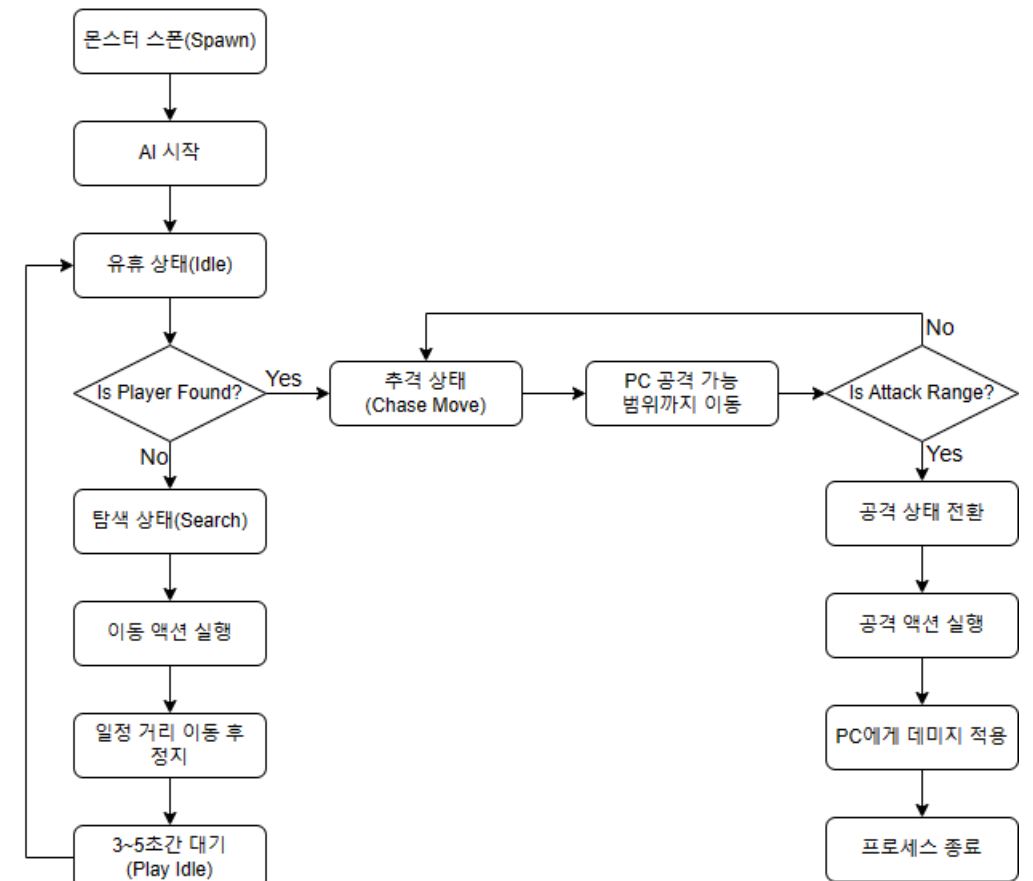 몬스터 스폰(Spawn)
AI 시작
유휴 상태(Idle)
Is Player Found?
Yes
No
추격 상태
(Chase Move)
PC 공격 가능
범위까지 이동
Is Attack Range?
No
Yes
탐색 상태(Search)
이동 액션 실행
일정 거리 이동 후
정지
3~5초간 대기
(Play Idle)
공격 상태 전환
공격 액션 실행
PC에게 데미지 적용
프로세스 종료